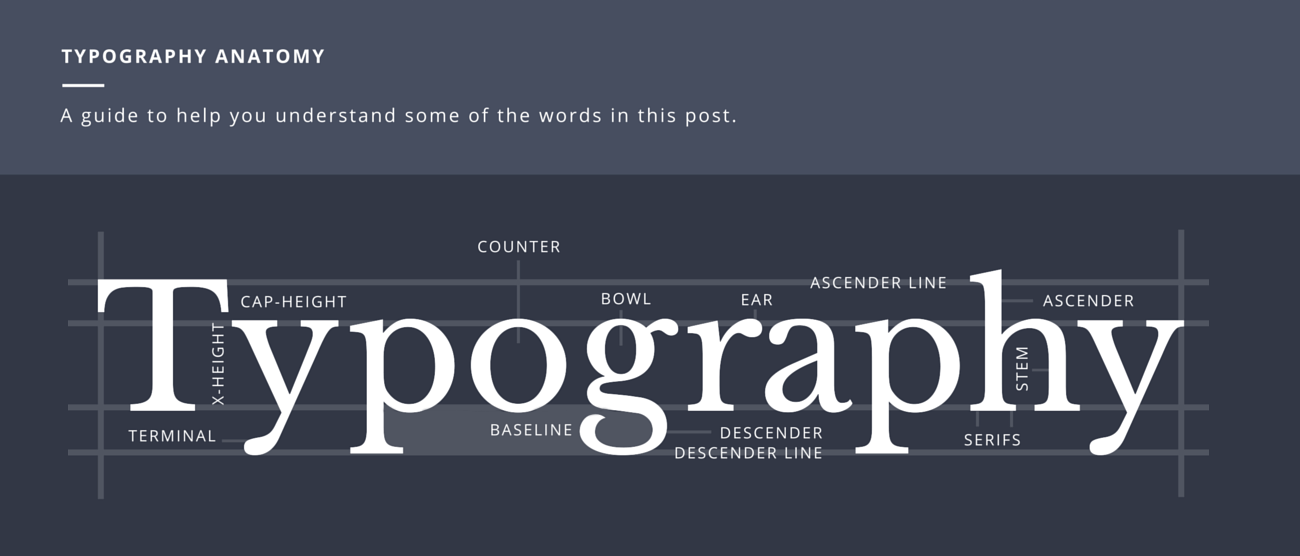 TYPOGRAPHY ANATOMY
A guide to help you understand some of the words in this post.
COUNTER
ASCENDER LINE
CAP-HEIGHT
BOWL
EAR
ASCENDER
Typography
X-HEIGHT
STEM
TERMINAL
BASELINE
DESCENDER
SERIFS
DESCENDER LINE